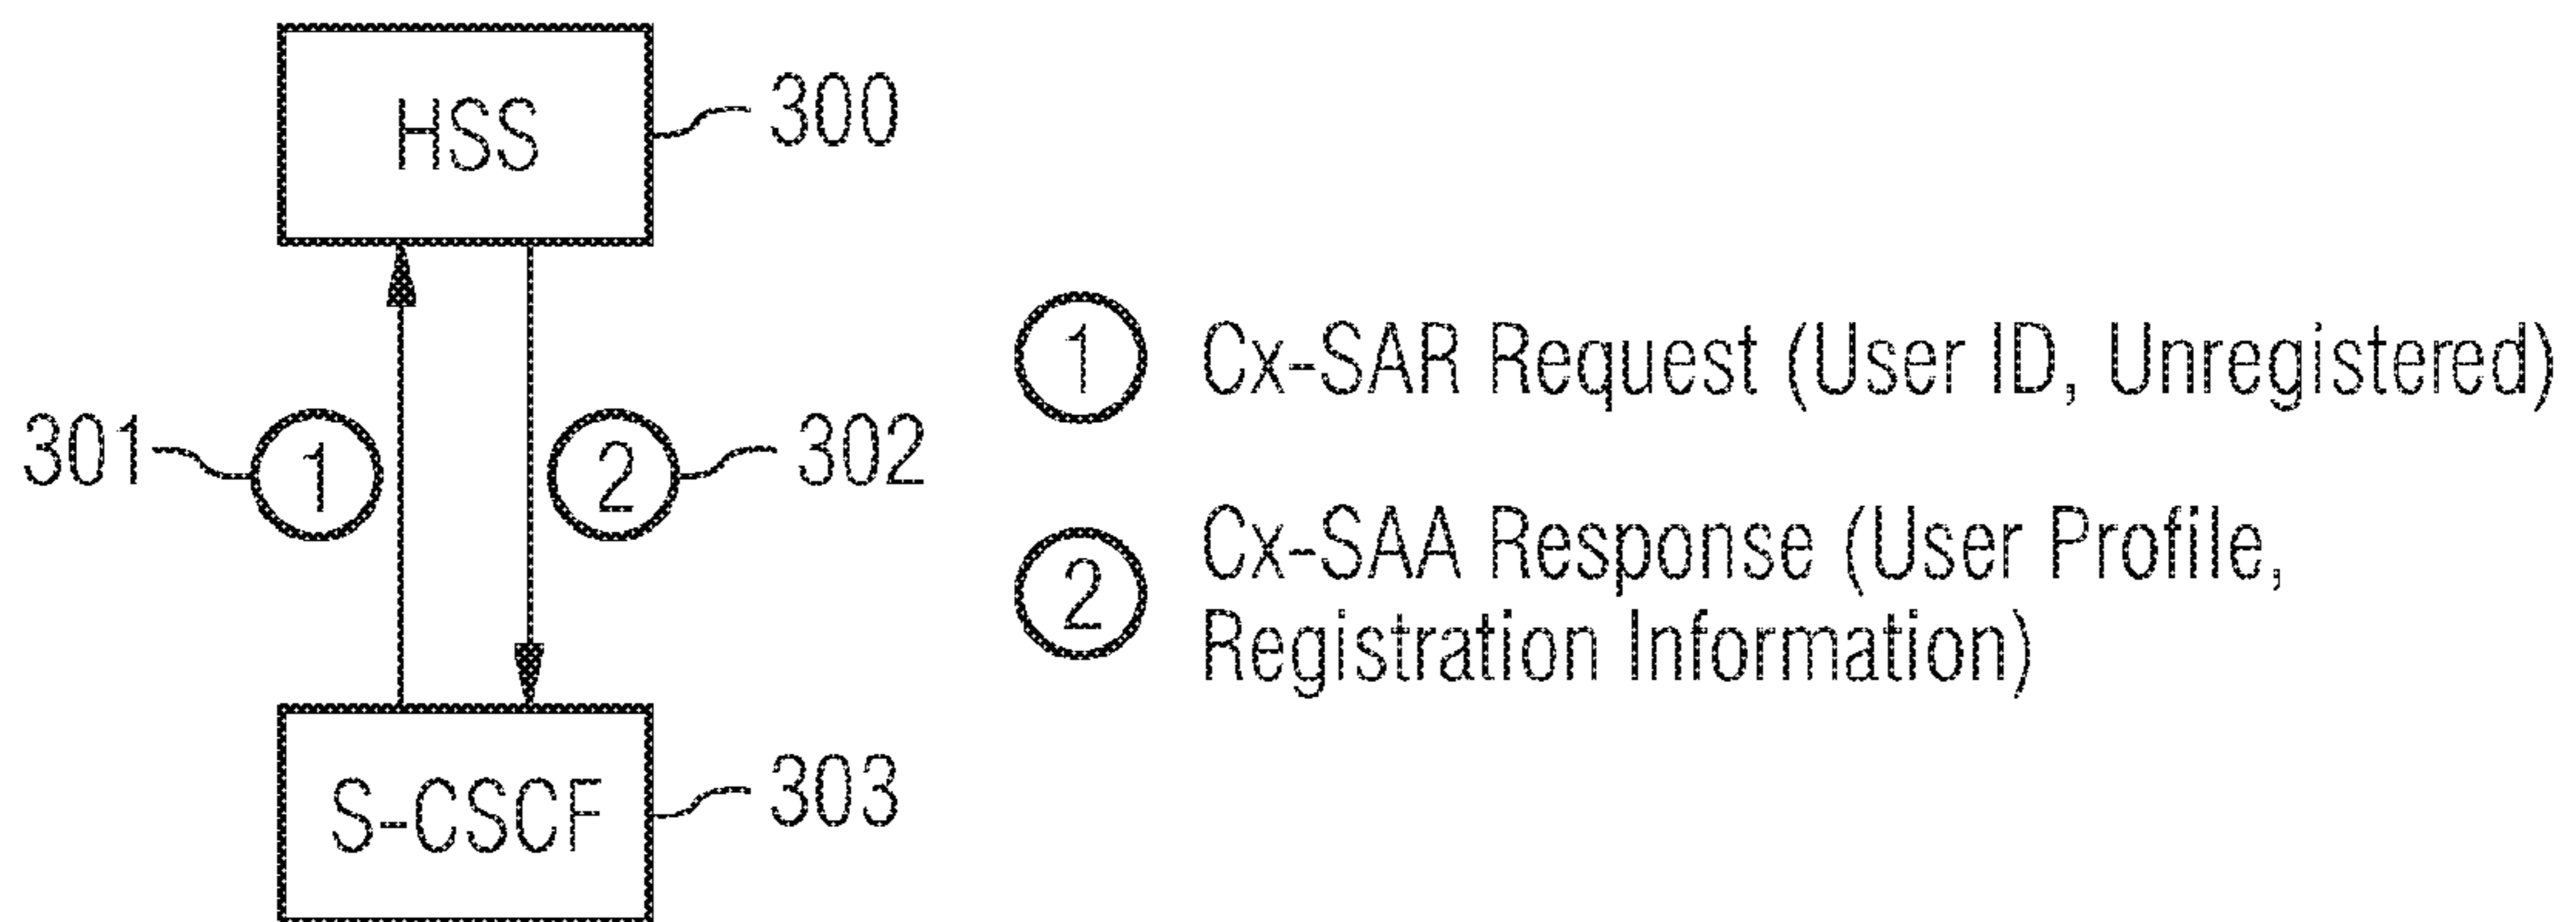 HSS
300
301
1
2
302
S-CSCF
303
1 Cx-SAR Request (User ID, Unregistered)
2 Cx-SAA Response (User Profile,
Registration Information)